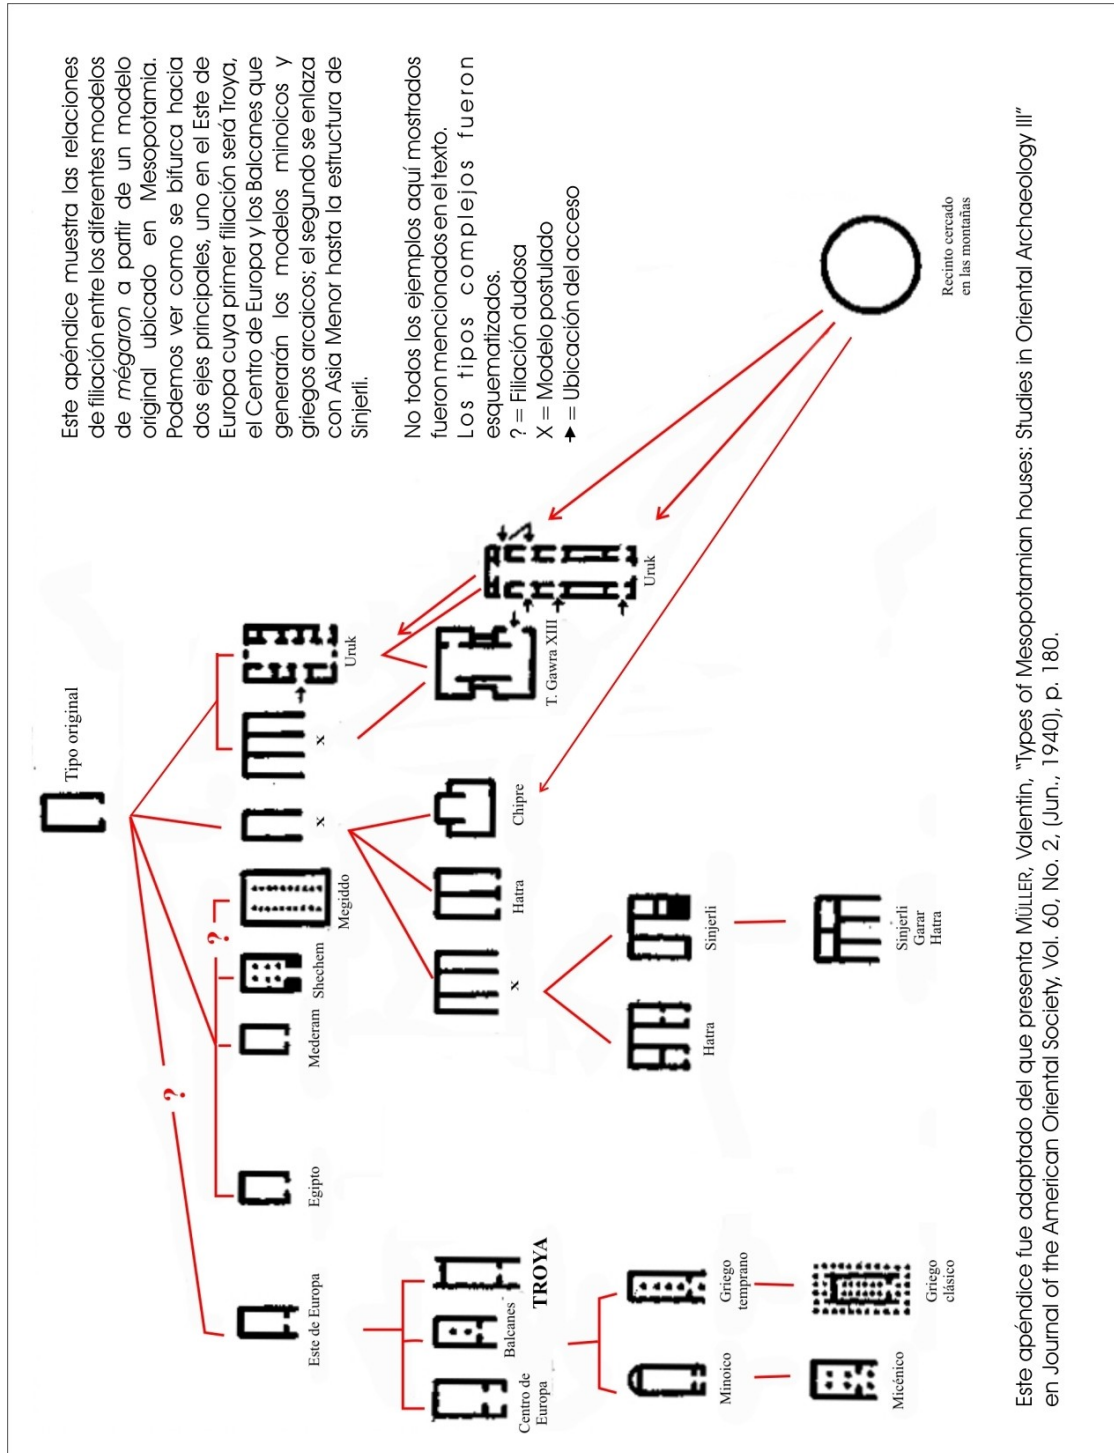 Este apéndice muestra las relaciones
de filiación entre los diferentes modelos
de mégaron a partir de un modelo
original ubicado en Mesopotamia.
Podemos ver como se bifurca hacia
dos ejes principales, uno en el Este de
Europa cuya primer filiación será Troya,
el Centro de Europa y los Balcanes que
generarán los modelos minoicos y
griegos arcaicos; el segundo se enlaza
con Asia Menor hasta la estructura de
Sinjerli.
No todos los ejemplos aquí mostrados
fueron mencionados en el texto.
Los tipos complejos fueron
esquematizados.
? = Filiación dudosa
X = Modelo postulado
➔ = Ubicación del acceso
Tipo original
?
?
Este de Europa
Egipto
Mederam
Shechem
Megiddo
x
x
Uruk
Centro de
Europa
Balcanes
TROYA
x
Hatra
Chipre
T. Gawra XIII
Uruk
Minoico
Griego
temprano
Hatra
Sinjerli
Micénico
Griego
clásico
Sinjerli
Garar
Hatra
Recinto cercado
en las montañas
Este apéndice fue adaptado del que presenta MÜLLER, Valentin, "Types of Mesopotamian houses: Studies in Oriental Archaeology III"
en Journal of the American Oriental Society, Vol. 60, No. 2, (Jun., 1940), p. 180.